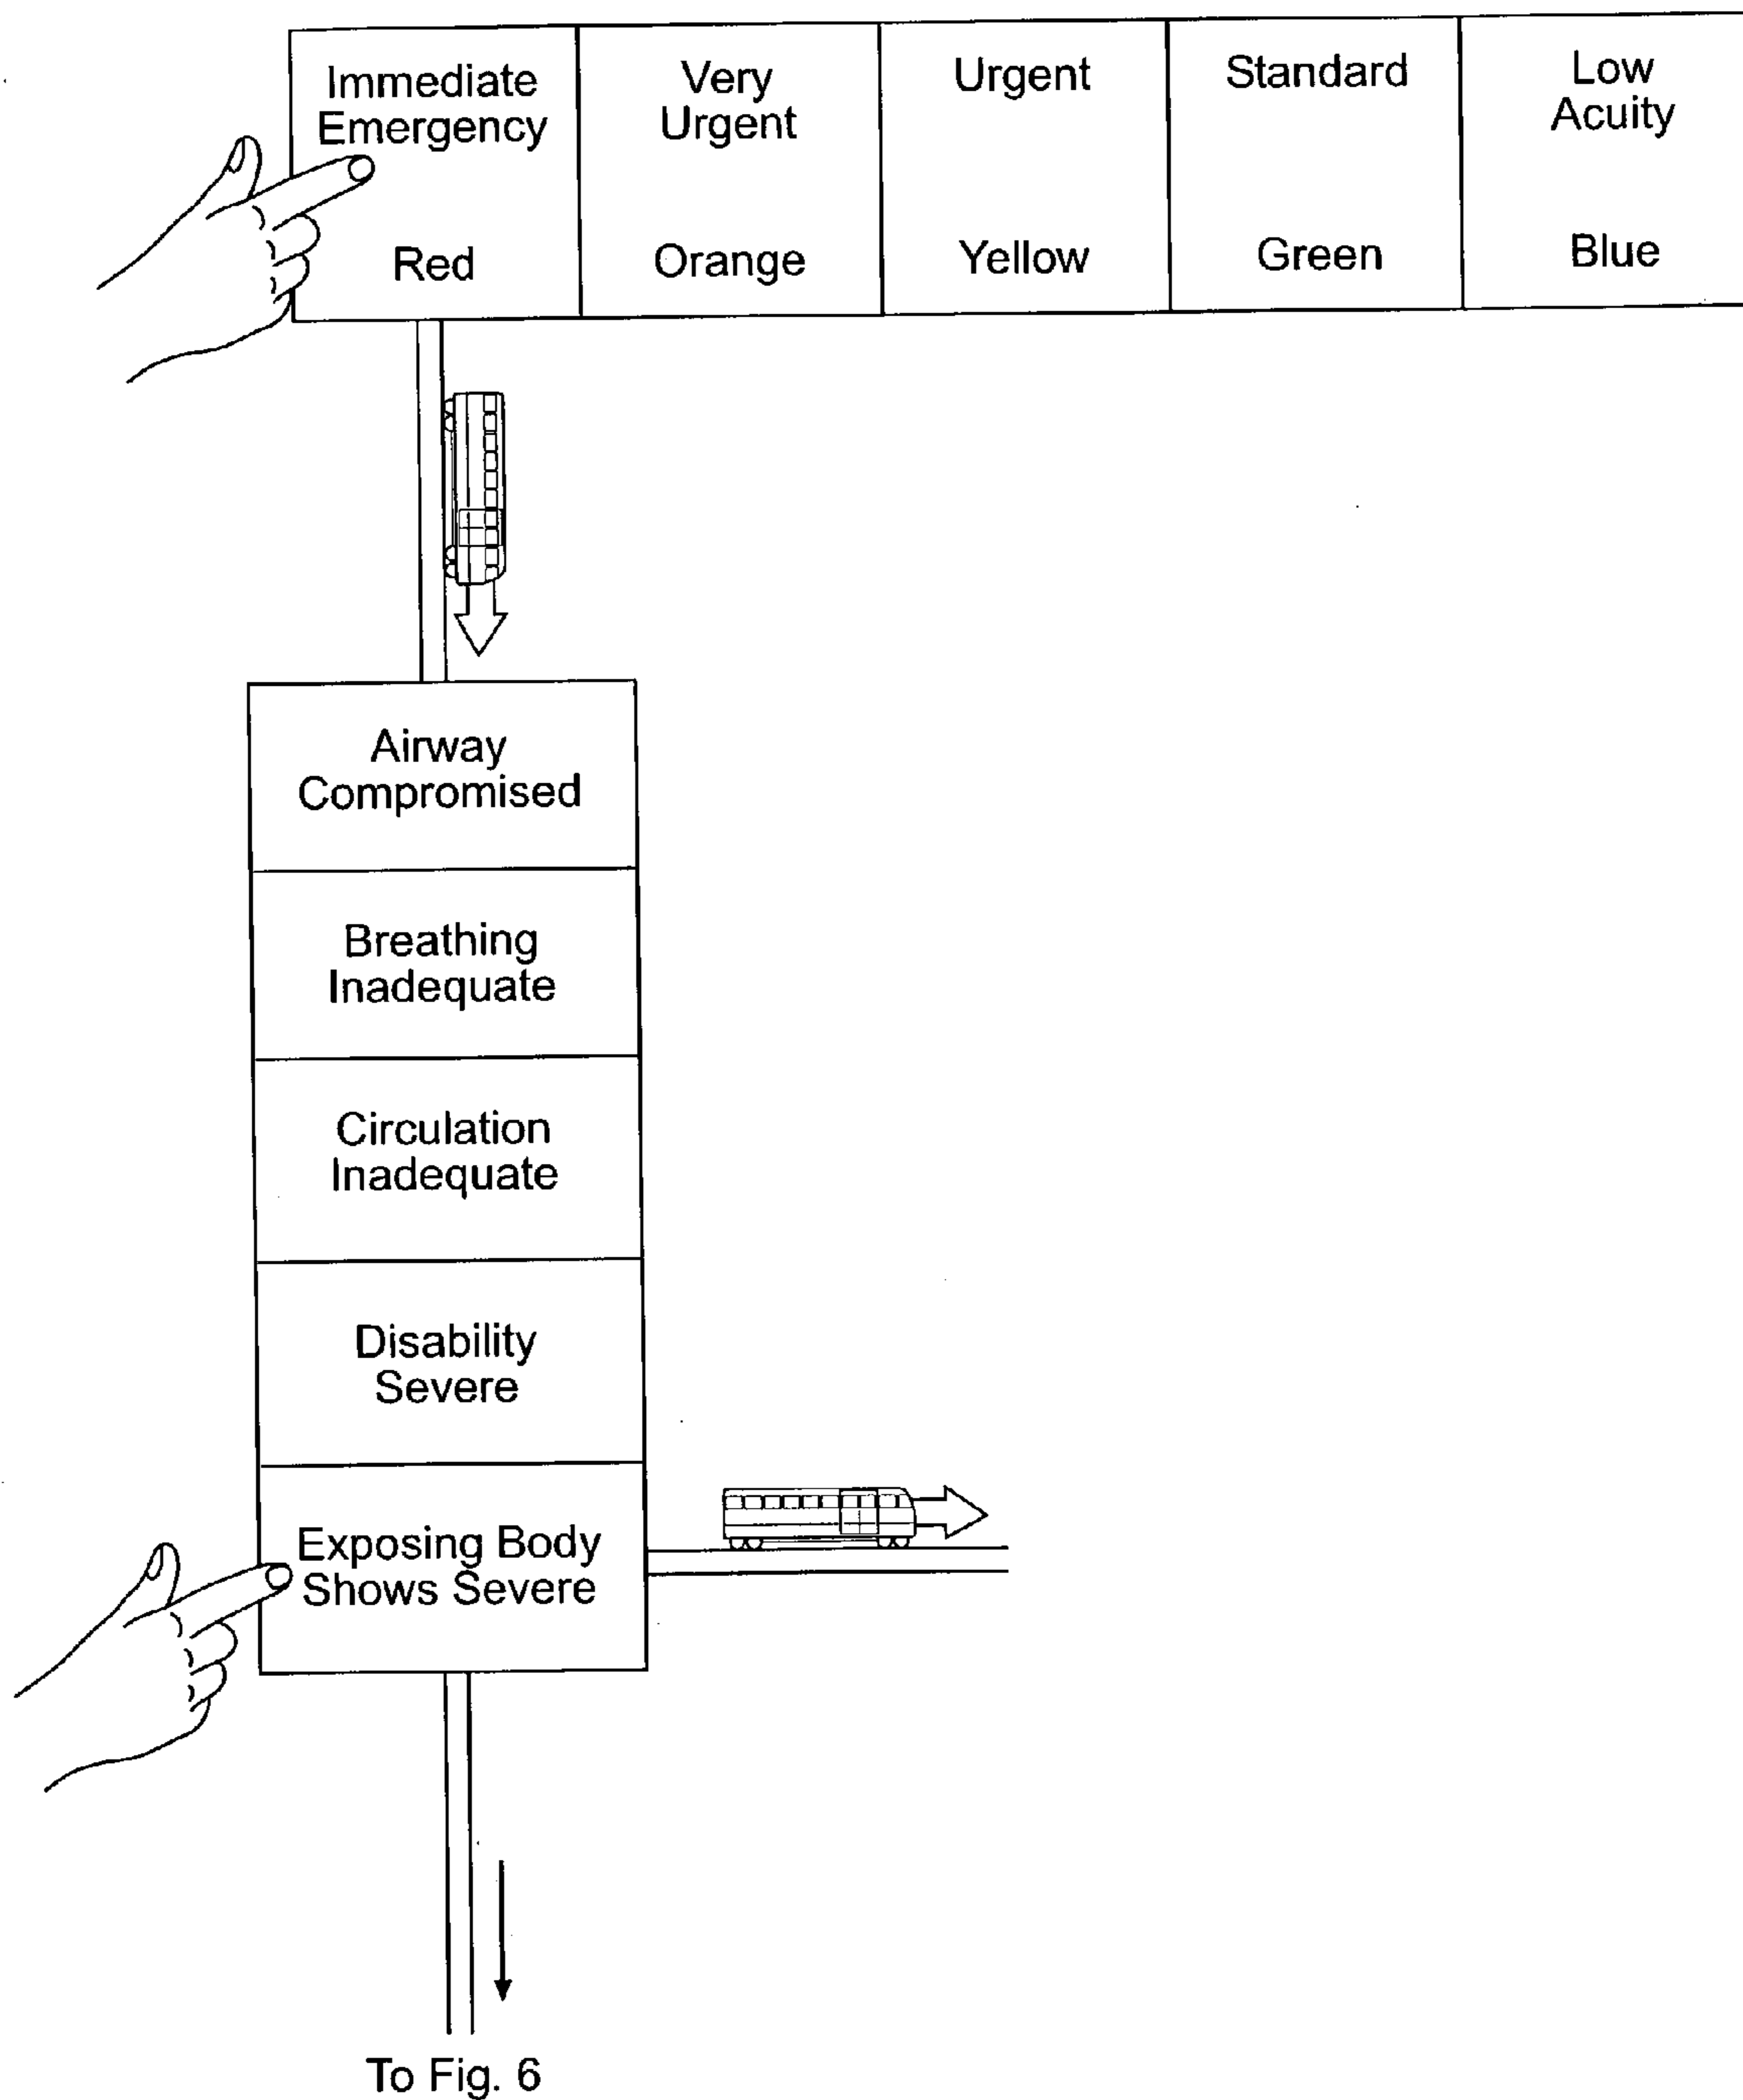 Immediate
Emergency
Red
Very
Urgent
Orange
Urgent
Yellow
Standard
Green
Low
Acuity
Blue
Airway
Compromised
Breathing
Inadequate
Circulation
Inadequate
Disability
Severe
Exposing Body
Shows Severe
To Fig. 6